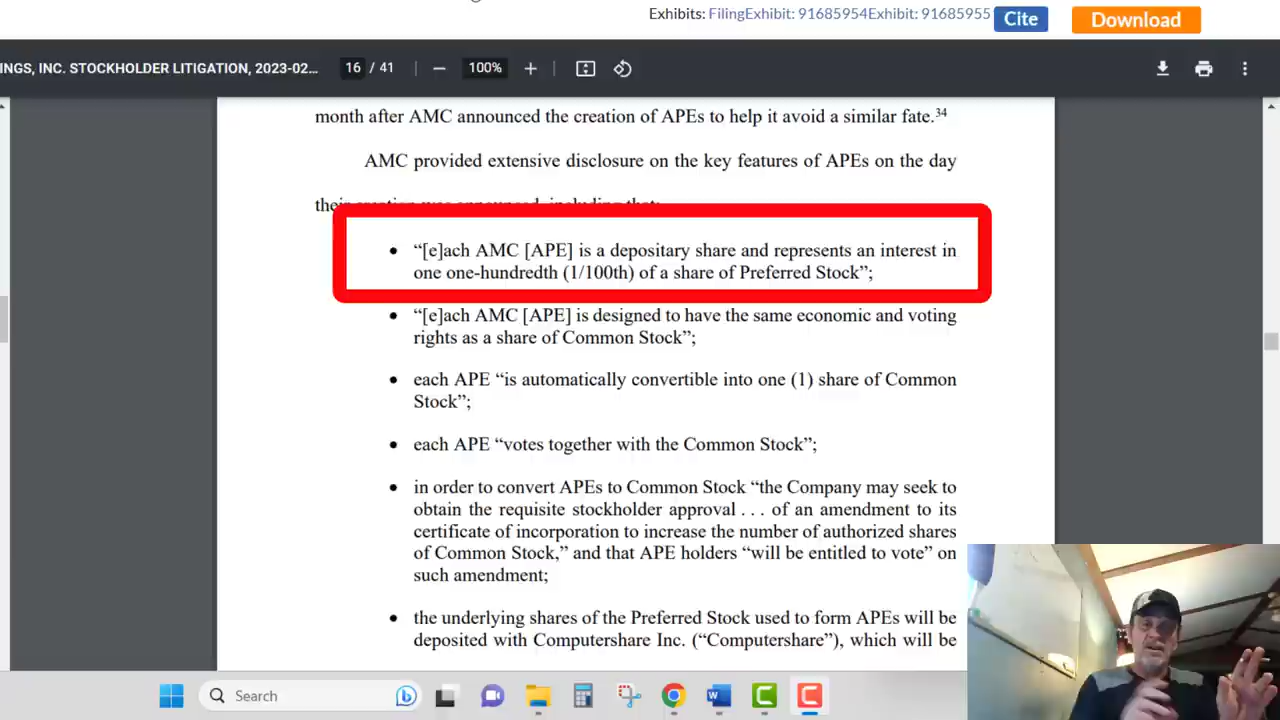 Exhibits: FilingExhibit: 91685954Exhibit: 91685955 Cite Download
INGS, INC. STOCKHOLDER LITIGATION, 2023-02... 16 / 41 100%
month after AMC announced the creation of APEs to help it avoid a similar fate.34
AMC provided extensive disclosure on the key features of APEs on the day
their creation was announced, including that:
• “[e]ach AMC [APE] is a depositary share and represents an interest in
one one-hundredth (1/100th) of a share of Preferred Stock”;
• “[e]ach AMC [APE] is designed to have the same economic and voting
rights as a share of Common Stock”;
• each APE “is automatically convertible into one (1) share of Common
Stock”;
• each APE “votes together with the Common Stock”;
• in order to convert APEs to Common Stock “the Company may seek to
obtain the requisite stockholder approval . . . of an amendment to its
certificate of incorporation to increase the number of authorized shares
of Common Stock,” and that APE holders “will be entitled to vote” on
such amendment;
• the underlying shares of the Preferred Stock used to form APEs will be
deposited with Computershare Inc. (“Computershare”), which will be
Search